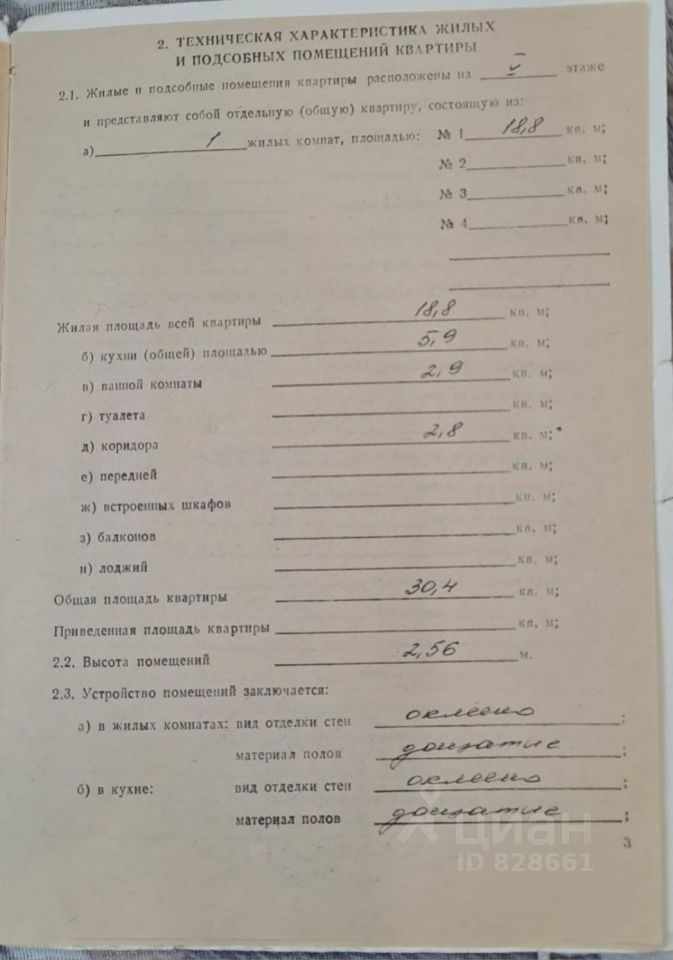 2. ТЕХНИЧЕСКАЯ ХАРАКТЕРИСТИКА ЖИЛЫХ
И ПОДСОБНЫХ ПОМЕЩЕНИЙ КВАРТИРЫ
2.1. Жилые и подсобные помещения квартиры расположены на V этаже
и представляют собой отдельную (общую) квартиру, состоящую из:
а) 1 жилых комнат, площадью: № 1 18,8 кв. м;
№ 2 кв. м;
№ 3 кв. м;
№ 4 кв. м;
Жилая площадь всей квартиры 18,8 кв. м;
б) кухни (общей) площадью 5,9 кв. м;
в) ванной комнаты 2,9 кв. м;
г) туалета кв. м;
д) коридора 2,8 кв. м;
е) передней кв. м;
ж) встроенных шкафов кв. м;
з) балконов кв. м;
и) лоджий кв. м;
Общая площадь квартиры 30,4 кв. м;
Приведенная площадь квартиры кв. м;
2.2. Высота помещений 2,56 м.
2.3. Устройство помещений заключается:
а) в жилых комнатах: вид отделки стен оклеено;
материал полов дощатые;
б) в кухне: вид отделки стен оклеено;
материал полов дощатые;
3
циан
ID 828661